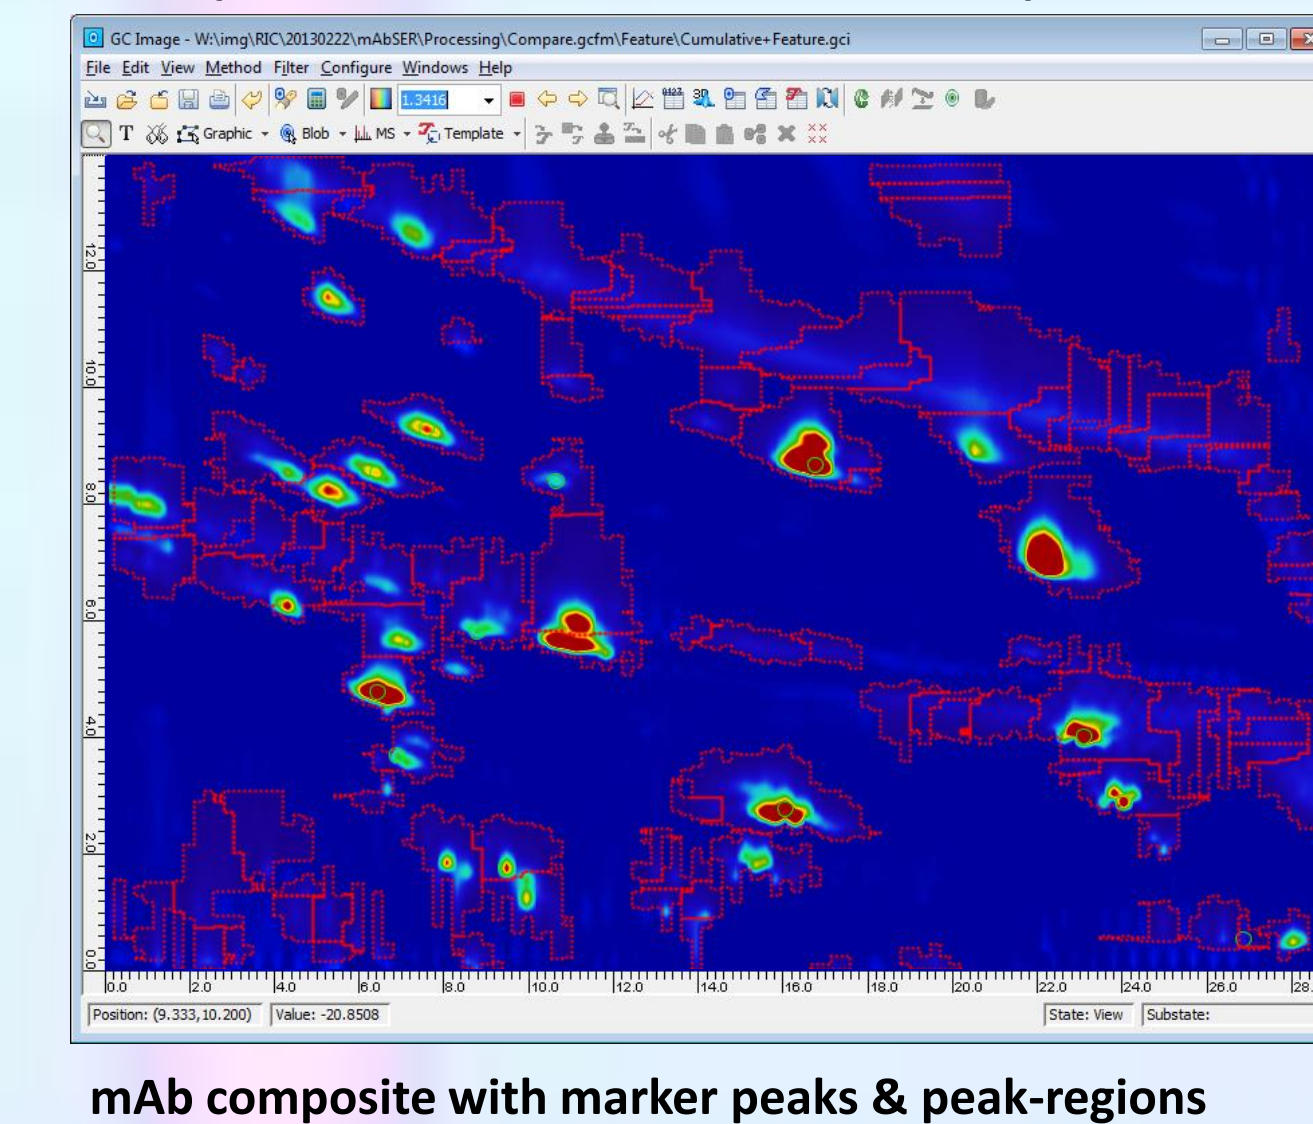 GC Image - W:\img\RIC\20130222\mAbSER\Processing\Compare.gcfm\Feature\Cumulative+Feature.gci
File Edit View Method Filter Configure Windows Help
1.3416
T Graphic Blob MS Template
12.0
10.0
8.0
6.0
4.0
2.0
0.0
0.0 2.0 4.0 6.0 8.0 10.0 12.0 14.0 16.0 18.0 20.0 22.0 24.0 26.0 28.
Position: (9.333,10.200) Value: -20.8508 State: View Substate:
mAb composite with marker peaks & peak-regions